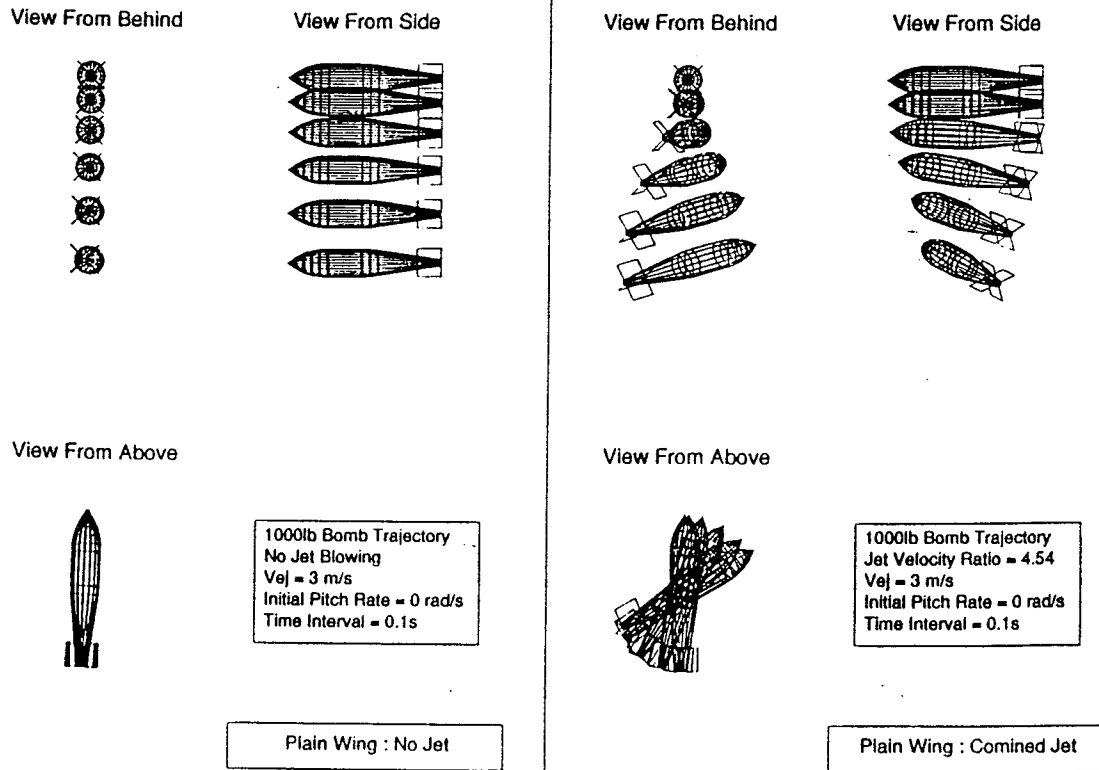 View From Behind
View From Side
View From Above
1000lb Bomb Trajectory
No Jet Blowing
Vej = 3 m/s
Initial Pitch Rate = 0 rad/s
Time Interval = 0.1s
Plain Wing : No Jet
View From Behind
View From Side
View From Above
1000lb Bomb Trajectory
Jet Velocity Ratio = 4.54
Vej = 3 m/s
Initial Pitch Rate = 0 rad/s
Time Interval = 0.1s
Plain Wing : Comined Jet